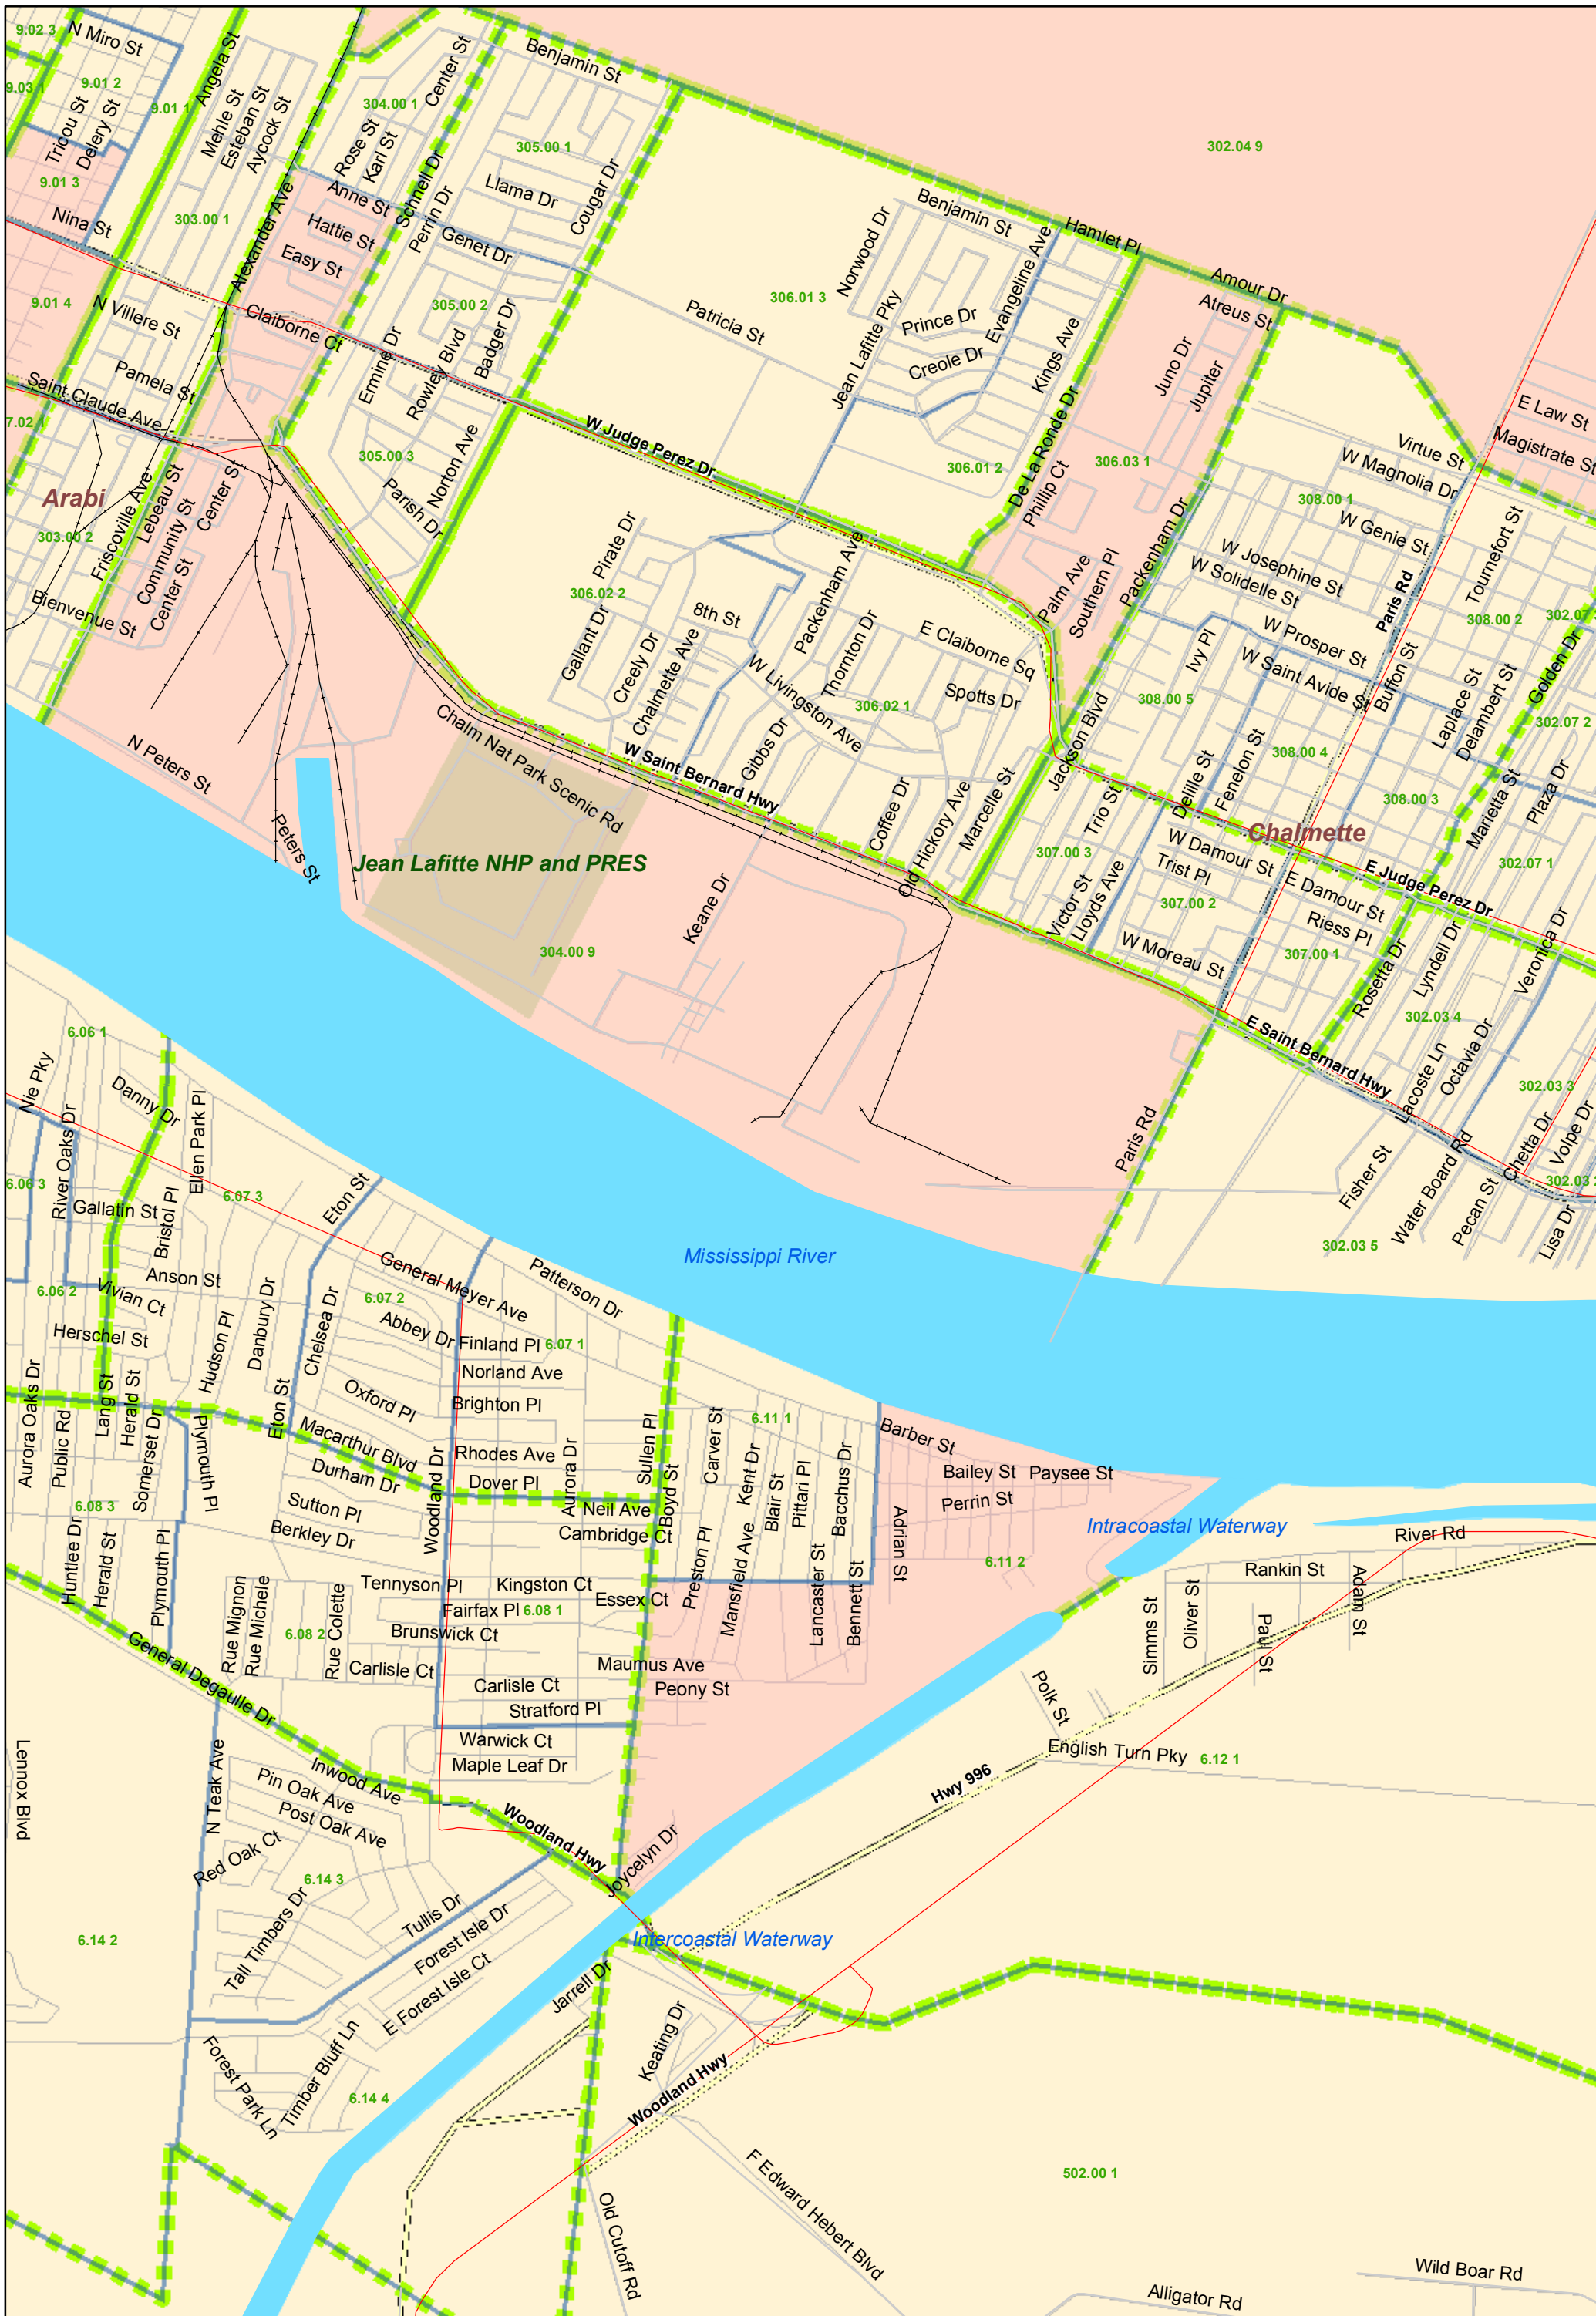 9.02 3
N Miro St
Angela St
Center St
Benjamin St
9.03 1
9.01 2
9.01 1
Mehle St
Esteban St
Aycock St
304.00 1
Tricou St
Delery St
Rose St
Karl St
305.00 1
302.04 9
9.01 3
Nina St
303.00 1
Alexander Ave
Anne St
Schnell Dr
Perrin Dr
Llama Dr
Cougar Dr
Hattie St
Genet Dr
Easy St
Norwood Dr
Benjamin St
Hamlet Pl
Evangeline Ave
Amour Dr
Atreus St
9.01 4
N Villere St
Claiborne Ct
305.00 2
306.01 3
Patricia St
Jean Lafitte Pky
Prince Dr
Creole Dr
Kings Ave
Juno Dr
Jupiter
Pamela St
Ermine Dr
Rowley Blvd
Badger Dr
Saint Claude Ave
7.02 1
W Judge Perez Dr
E Law St
Magistrate St
Virtue St
W Magnolia Dr
305.00 3
Norton Ave
Parish Dr
306.01 2
De La Ronde Dr
Phillip Ct
306.03 1
308.00 1
W Genie St
Arabi
303.00 2
Friscoville Ave
Lebeau St
Community St
Center St
Center St
Bienvenue St
Pirate Dr
306.02 2
Gallant Dr
Creely Dr
Chalmette Ave
8th St
Packenham Ave
Thornton Dr
W Livingston Ave
E Claiborne Sq
Spotts Dr
306.02 1
Palm Ave
Southern Pl
Packenham Dr
W Josephine St
W Solidelle St
W Prosper St
Ivy Pl
W Saint Avide St
Paris Rd
Buffon St
Tournefort St
308.00 2
302.07
Golden Dr
Laplace St
Delambert St
302.07 2
308.00 5
308.00 4
Jackson Blvd
Delille St
Fenelon St
308.00 3
Marietta St
Plaza Dr
N Peters St
Peters St
Chalm Nat Park Scenic Rd
W Saint Bernard Hwy
Gibbs Dr
Coffee Dr
Old Hickory Ave
Marcelle St
Trio St
Chalmette
302.07 1
Jean Lafitte NHP and PRES
Keane Dr
307.00 3
Victor St
Lloyds Ave
W Damour St
Trist Pl
307.00 2
E Damour St
E Judge Perez Dr
Riess Pl
W Moreau St
307.00 1
Rosetta Dr
Lyndell Dr
Veronica Dr
304.00 9
302.03 4
E Saint Bernard Hwy
Lacoste Ln
Octavia Dr
302.03 3
6.06 1
Nie Pky
Danny Dr
Ellen Park Pl
River Oaks Dr
Paris Rd
Fisher St
Water Board Rd
Pecan St
Chetta Dr
Volpe Dr
302.03
Lisa Dr
302.03 5
6.06 3
6.07 3
Gallatin St
Bristol Pl
Eton St
Mississippi River
Anson St
General Meyer Ave
Patterson Dr
6.06 2
Vivian Ct
6.07 2
Herschel St
Hudson Pl
Danbury Dr
Chelsea Dr
Abbey Dr
Finland Pl
6.07 1
Norland Ave
Aurora Oaks Dr
Public Rd
Lang St
Herald St
Somerset Dr
Plymouth Pl
Eton St
Oxford Pl
Brighton Pl
Macarthur Blvd
Rhodes Ave
Durham Dr
Dover Pl
Aurora Dr
Sullen Pl
Boyd St
Carver St
6.11 1
Kent Dr
Blair St
Pittari Pl
Bacchus Dr
Barber St
Bailey St
Paysee St
Perrin St
6.08 3
Sutton Pl
Neil Ave
Berkley Dr
Woodland Dr
Cambridge Ct
Intracoastal Waterway
River Rd
Adrian St
6.11 2
Rankin St
Huntlee Dr
Herald St
Plymouth Pl
Tennyson Pl
Kingston Ct
Essex Ct
Preston Pl
Mansfield Ave
Lancaster St
Bennett St
Fairfax Pl
6.08 1
Rue Mignon
Rue Michele
6.08 2
Rue Colette
Brunswick Ct
Simms St
Oliver St
Paul St
Adam St
General Degaulle Dr
Carlisle Ct
Maumus Ave
Carlisle Ct
Peony St
Stratford Pl
Polk St
Warwick Ct
Maple Leaf Dr
English Turn Pky
6.12 1
Lennox Blvd
N Teak Ave
Inwood Ave
Pin Oak Ave
Post Oak Ave
Woodland Hwy
Hwy 996
Red Oak Ct
Joycelyn Dr
6.14 3
Tullis Dr
6.14 2
Tall Timbers Dr
Forest Isle Dr
E Forest Isle Ct
Intercoastal Waterway
Jarrell Dr
Keating Dr
Forest Park Ln
Timber Bluff Ln
6.14 4
Woodland Hwy
F Edward Hebert Blvd
502.00 1
Old Cutoff Rd
Wild Boar Rd
Alligator Rd